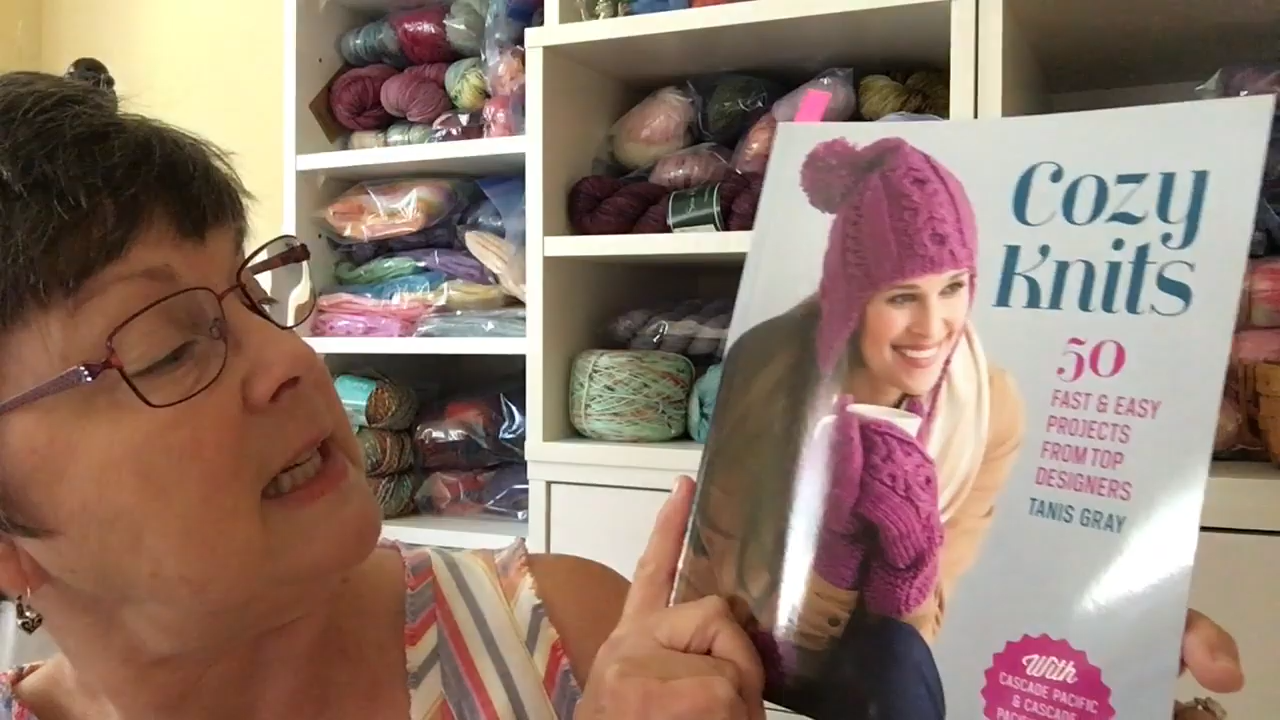 Cozy
Knits
50
FAST & EASY
PROJECTS
FROM TOP
DESIGNERS
TANIS GRAY
With
CASCADE PACIFIC
& CASCADE